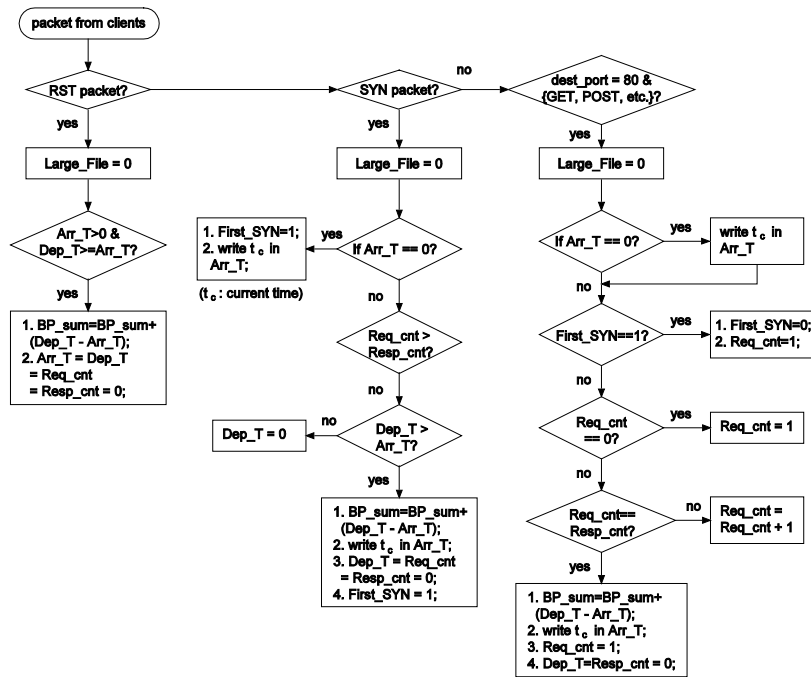 packet from clients
RST packet?
yes
Large_File = 0
Arr_T>0 &
Dep_T>=Arr_T?
yes
1. BP_sum=BP_sum+
(Dep_T - Arr_T);
2. Arr_T = Dep_T
= Req_cnt
= Resp_cnt = 0;
SYN packet?
no
yes
Large_File = 0
If Arr_T == 0?
yes
1. First_SYN=1;
2. write t c in
Arr_T;
(t c : current time)
no
Req_cnt >
Resp_cnt?
no
Dep_T >
Arr_T?
no
Dep_T = 0
yes
1. BP_sum=BP_sum+
(Dep_T - Arr_T);
2. write t c in Arr_T;
3. Dep_T = Req_cnt
= Resp_cnt = 0;
4. First_SYN = 1;
dest_port = 80 &
{GET, POST, etc.}?
yes
Large_File = 0
If Arr_T == 0?
yes
write t c in
Arr_T
no
First_SYN==1?
yes
1. First_SYN=0;
2. Req_cnt=1;
no
Req_cnt
== 0?
yes
Req_cnt = 1
no
Req_cnt==
Resp_cnt?
no
Req_cnt =
Req_cnt + 1
yes
1. BP_sum=BP_sum+
(Dep_T - Arr_T);
2. write t c in Arr_T;
3. Req_cnt = 1;
4. Dep_T=Resp_cnt = 0;